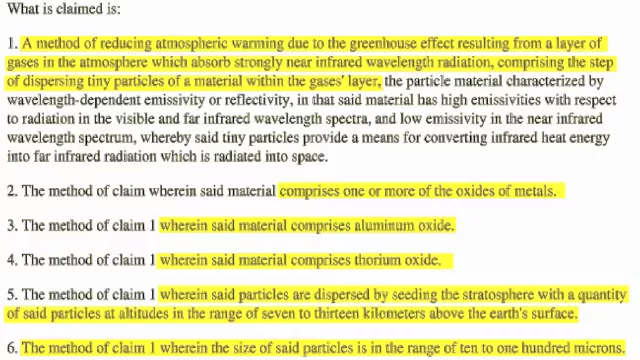 What is claimed is:
1. A method of reducing atmospheric warming due to the greenhouse effect resulting from a layer of
gases in the atmosphere which absorb strongly near infrared wavelength radiation, comprising the step
of dispersing tiny particles of a material within the gases' layer, the particle material characterized by
wavelength-dependent emissivity or reflectivity, in that said material has high emissivities with respect
to radiation in the visible and far infrared wavelength spectra, and low emissivity in the near infrared
wavelength spectrum, whereby said tiny particles provide a means for converting infrared heat energy
into far infrared radiation which is radiated into space.
2. The method of claim wherein said material comprises one or more of the oxides of metals.
3. The method of claim 1 wherein said material comprises aluminum oxide.
4. The method of claim 1 wherein said material comprises thorium oxide.
5. The method of claim 1 wherein said particles are dispersed by seeding the stratosphere with a quantity
of said particles at altitudes in the range of seven to thirteen kilometers above the earth's surface.
6. The method of claim 1 wherein the size of said particles is in the range of ten to one hundred microns.